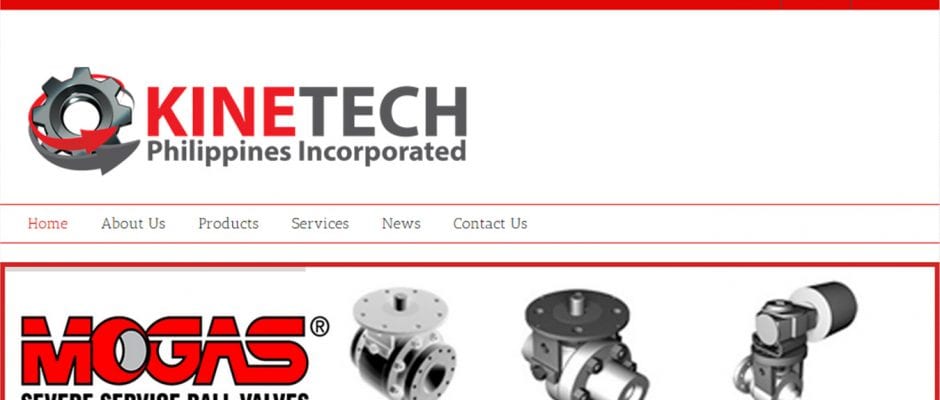 KINETECH
Philippines Incorporated
Home About Us Products Services News Contact Us
MOGAS®
SEVERE SERVICE BALL VALVES